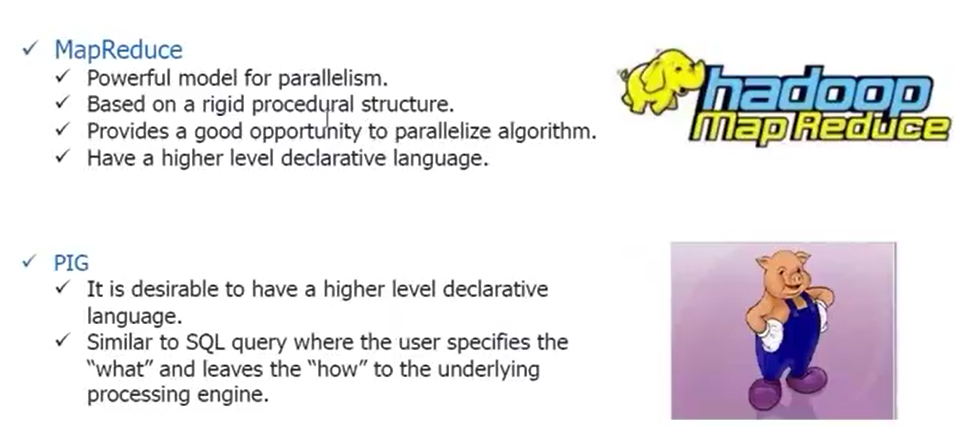 ✓ MapReduce
✓ Powerful model for parallelism.
✓ Based on a rigid procedural structure.
✓ Provides a good opportunity to parallelize algorithm.
✓ Have a higher level declarative language.
hadoop
Map Reduce
✓ PIG
✓ It is desirable to have a higher level declarative
language.
✓ Similar to SQL query where the user specifies the
“what” and leaves the “how” to the underlying
processing engine.